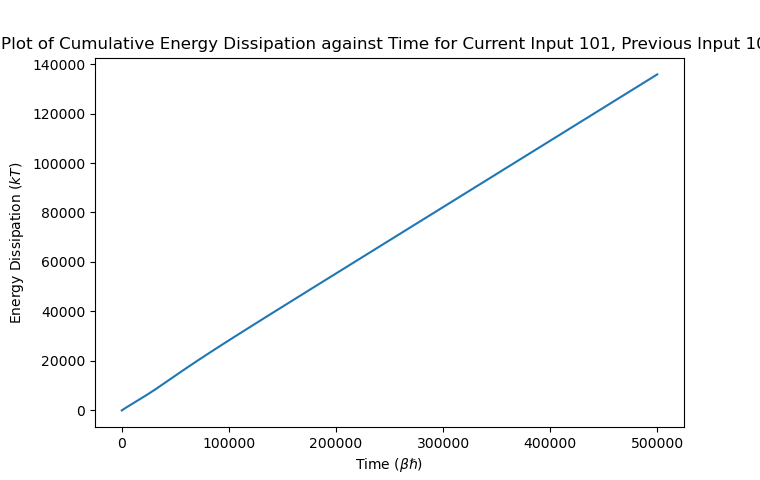 Plot of Cumulative Energy Dissipation against Time for Current Input 101, Previous Input 10
140000
120000
100000
80000
60000
40000
20000
0
Energy Dissipation (kT)
0 100000 200000 300000 400000 500000
Time (βħ)